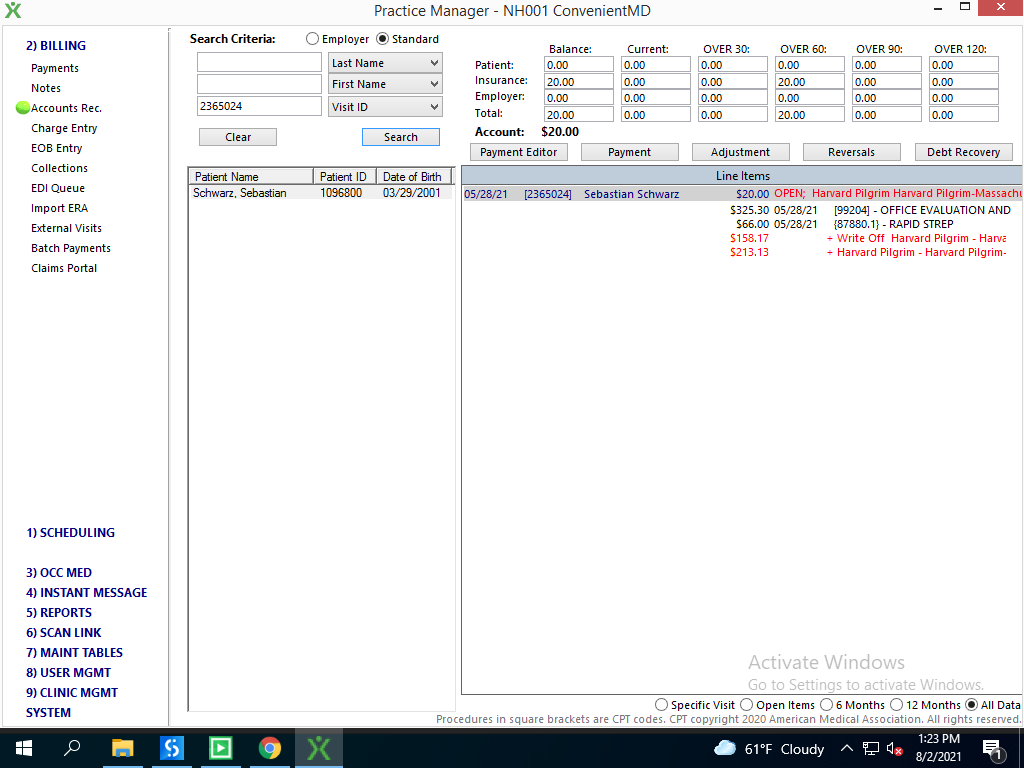 Practice Manager - NH001 ConvenientMD
2) BILLING
Payments
Notes
Accounts Rec.
Charge Entry
EOB Entry
Collections
EDI Queue
Import ERA
External Visits
Batch Payments
Claims Portal
1) SCHEDULING
3) OCC MED
4) INSTANT MESSAGE
5) REPORTS
6) SCAN LINK
7) MAINT TABLES
8) USER MGMT
9) CLINIC MGMT
SYSTEM
Search Criteria: Employer Standard
Last Name
First Name
2365024 Visit ID
Clear Search
Patient Name Patient ID Date of Birth
Schwarz, Sebastian 1096800 03/29/2001
Balance: Current: OVER 30: OVER 60: OVER 90: OVER 120:
Patient: 0.00 0.00 0.00 0.00 0.00 0.00
Insurance: 20.00 0.00 0.00 20.00 0.00 0.00
Employer: 0.00 0.00 0.00 0.00 0.00 0.00
Total: 20.00 0.00 0.00 20.00 0.00 0.00
Account: $20.00
Payment Editor Payment Adjustment Reversals Debt Recovery
Line Items
05/28/21 [2365024] Sebastian Schwarz $20.00 OPEN; Harvard Pilgrim Harvard Pilgrim-Massachu
$325.30 05/28/21 [99204] - OFFICE EVALUATION AND
$66.00 05/28/21 {87880.1} - RAPID STREP
$158.17 + Write Off Harvard Pilgrim - Harva
$213.13 + Harvard Pilgrim - Harvard Pilgrim-
Activate Windows
Go to Settings to activate Windows.
Specific Visit Open Items 6 Months 12 Months All Data
Procedures in square brackets are CPT codes. CPT copyright 2020 American Medical Association. All rights reserved.
61°F Cloudy
1:23 PM
8/2/2021
1